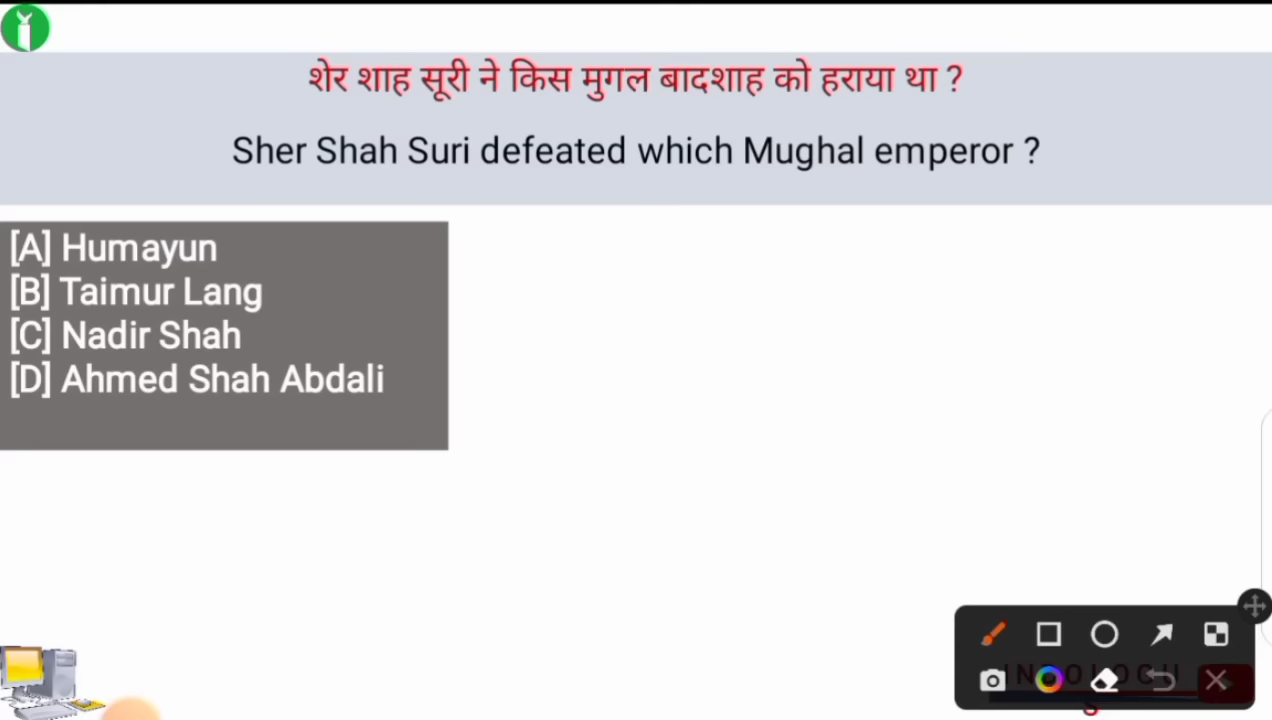 शेर शाह सूरी ने किस मुगल बादशाह को हराया था ?
Sher Shah Suri defeated which Mughal emperor ?
[A] Humayun
[B] Taimur Lang
[C] Nadir Shah
[D] Ahmed Shah Abdali